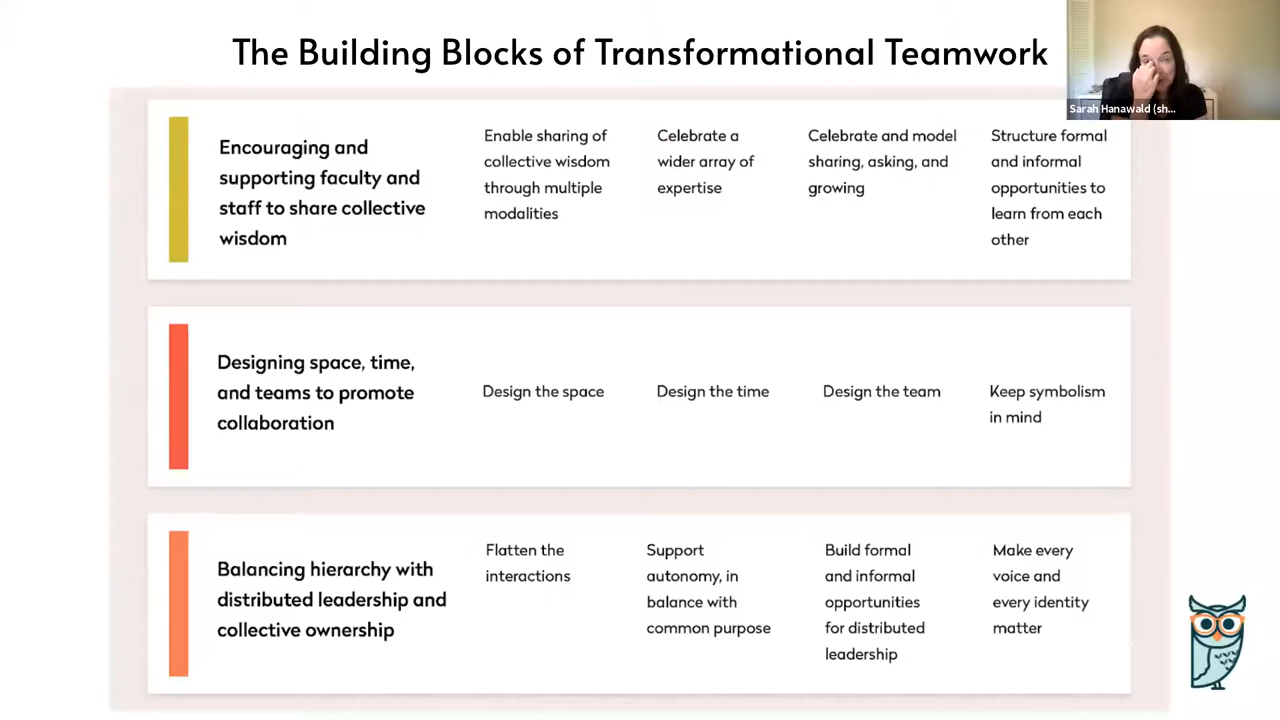 The Building Blocks of Transformational Teamwork
Sarah Hanawald (sh...
Encouraging and
supporting faculty and
staff to share collective
wisdom
Enable sharing of
collective wisdom
through multiple
modalities
Celebrate a
wider array of
expertise
Celebrate and model
sharing, asking, and
growing
Structure formal
and informal
opportunities to
learn from each
other
Designing space, time,
and teams to promote
collaboration
Design the space
Design the time
Design the team
Keep symbolism
in mind
Balancing hierarchy with
distributed leadership and
collective ownership
Flatten the
interactions
Support
autonomy, in
balance with
common purpose
Build formal
and informal
opportunities
for distributed
leadership
Make every
voice and
every identity
matter